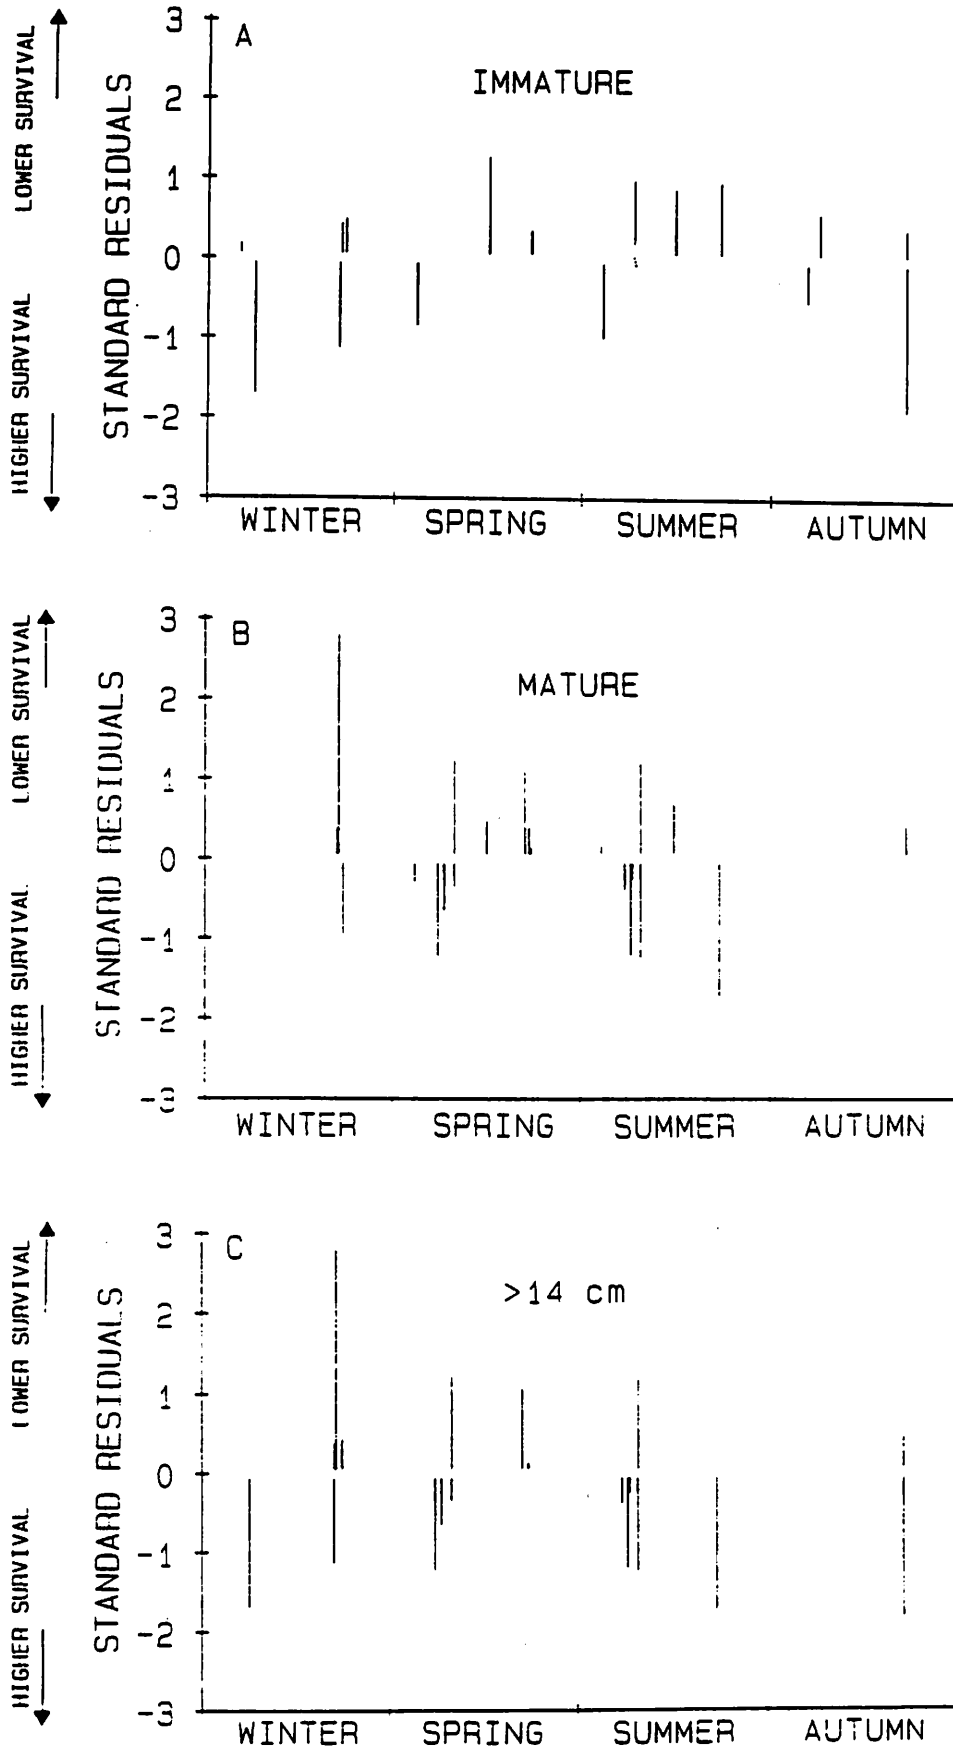 LOWER SURVIVAL
HIGHER SURVIVAL
STANDARD RESIDUALS
3
2
1
0
-1
-2
-3
A
IMMATURE
WINTER SPRING SUMMER AUTUMN
LOWER SURVIVAL
HIGHER SURVIVAL
STANDARD RESIDUALS
3
2
1
0
-1
-2
-3
B
MATURE
WINTER SPRING SUMMER AUTUMN
LOWER SURVIVAL
HIGHER SURVIVAL
STANDARD RESIDUALS
3
2
1
0
-1
-2
-3
C
>14 cm
WINTER SPRING SUMMER AUTUMN